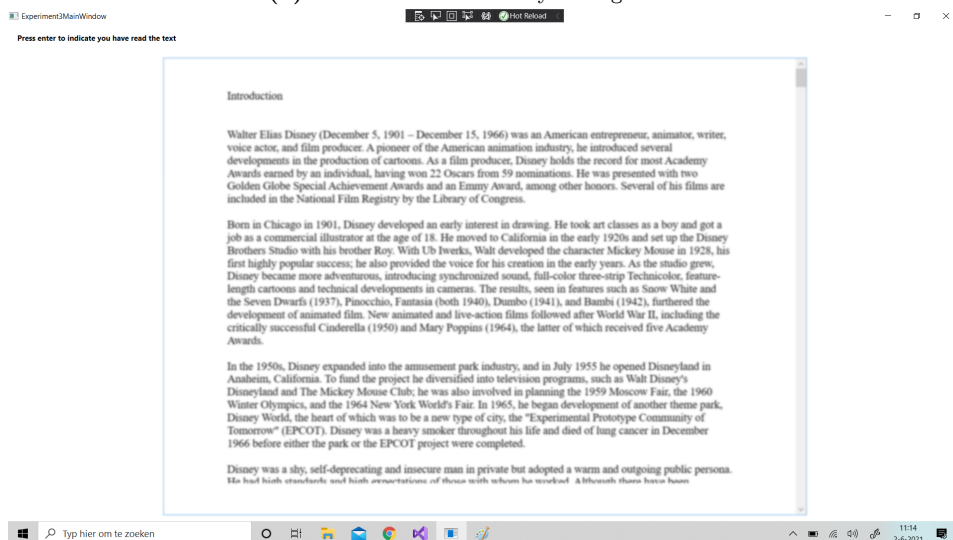 Experiment3MainWindow
Hot Reload
Press enter to indicate you have read the text
Introduction
Walter Elias Disney (December 5, 1901 – December 15, 1966) was an American entrepreneur, animator, writer,
voice actor, and film producer. A pioneer of the American animation industry, he introduced several
developments in the production of cartoons. As a film producer, Disney holds the record for most Academy
Awards earned by an individual, having won 22 Oscars from 59 nominations. He was presented with two
Golden Globe Special Achievement Awards and an Emmy Award, among other honors. Several of his films are
included in the National Film Registry by the Library of Congress.
Born in Chicago in 1901, Disney developed an early interest in drawing. He took art classes as a boy and got a
job as a commercial illustrator at the age of 18. He moved to California in the early 1920s and set up the Disney
Brothers Studio with his brother Roy. With Ub Iwerks, Walt developed the character Mickey Mouse in 1928, his
first highly popular success; he also provided the voice for his creation in the early years. As the studio grew,
Disney became more adventurous, introducing synchronized sound, full-color three-strip Technicolor, feature-
length cartoons and technical developments in cameras. The results, seen in features such as Snow White and
the Seven Dwarfs (1937), Pinocchio, Fantasia (both 1940), Dumbo (1941), and Bambi (1942), furthered the
development of animated film. New animated and live-action films followed after World War II, including the
critically successful Cinderella (1950) and Mary Poppins (1964), the latter of which received five Academy
Awards.
In the 1950s, Disney expanded into the amusement park industry, and in July 1955 he opened Disneyland in
Anaheim, California. To fund the project he diversified into television programs, such as Walt Disney's
Disneyland and The Mickey Mouse Club; he was also involved in planning the 1959 Moscow Fair, the 1960
Winter Olympics, and the 1964 New York World's Fair. In 1965, he began development of another theme park,
Disney World, the heart of which was to be a new type of city, the "Experimental Prototype Community of
Tomorrow" (EPCOT). Disney was a heavy smoker throughout his life and died of lung cancer in December
1966 before either the park or the EPCOT project were completed.
Disney was a shy, self-deprecating and insecure man in private but adopted a warm and outgoing public persona.
He had high standards and high expectations of those with whom he worked. Although there have been
Typ hier om te zoeken
11:14
2-6-2021